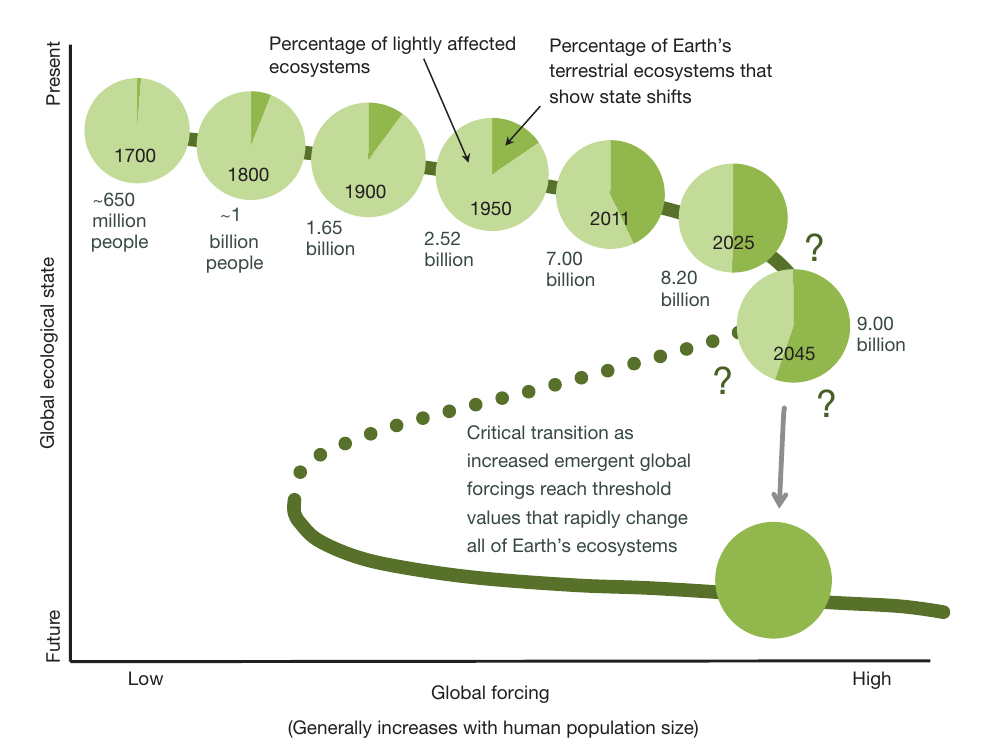 Present
Global ecological state
Future
Percentage of lightly affected
ecosystems
Percentage of Earth’s
terrestrial ecosystems that
show state shifts
1700
~650
million
people
1800
~1
billion
people
1900
1.65
billion
1950
2.52
billion
2011
7.00
billion
2025
8.20
billion
?
2045
9.00
billion
?
?
Critical transition as
increased emergent global
forcings reach threshold
values that rapidly change
all of Earth’s ecosystems
Low
High
Global forcing
(Generally increases with human population size)